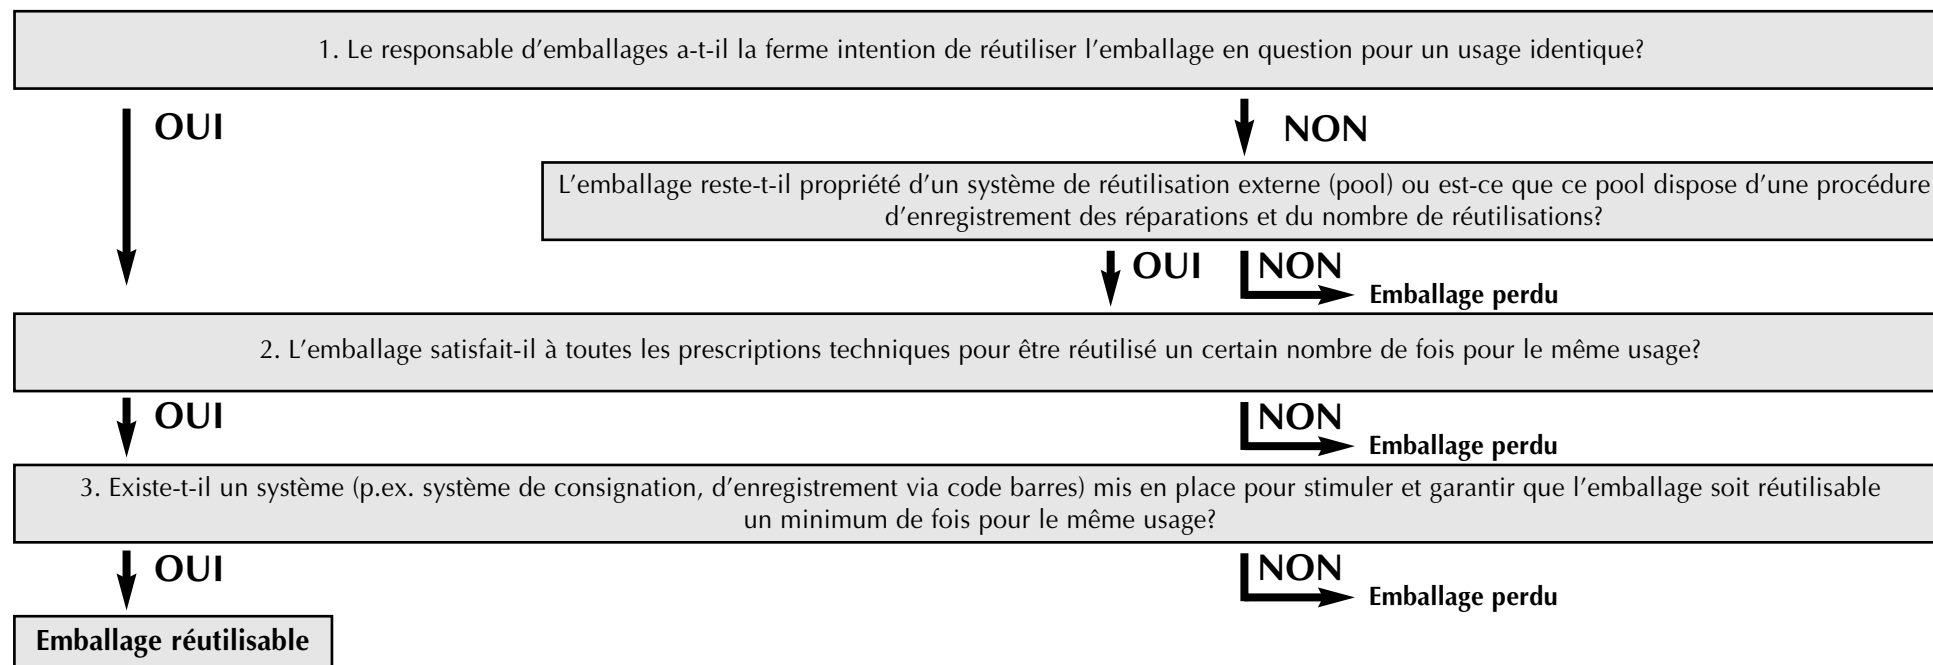 1. Le responsable d’emballages a-t-il la ferme intention de réutiliser l’emballage en question pour un usage identique?
OUI
NON
L’emballage reste-t-il propriété d’un système de réutilisation externe (pool) ou est-ce que ce pool dispose d’une procédure
d’enregistrement des réparations et du nombre de réutilisations?
OUI
NON
Emballage perdu
2. L’emballage satisfait-il à toutes les prescriptions techniques pour être réutilisé un certain nombre de fois pour le même usage?
OUI
NON
Emballage perdu
3. Existe-t-il un système (p.ex. système de consignation, d’enregistrement via code barres) mis en place pour stimuler et garantir que l’emballage soit réutilisable
un minimum de fois pour le même usage?
OUI
NON
Emballage perdu
Emballage réutilisable